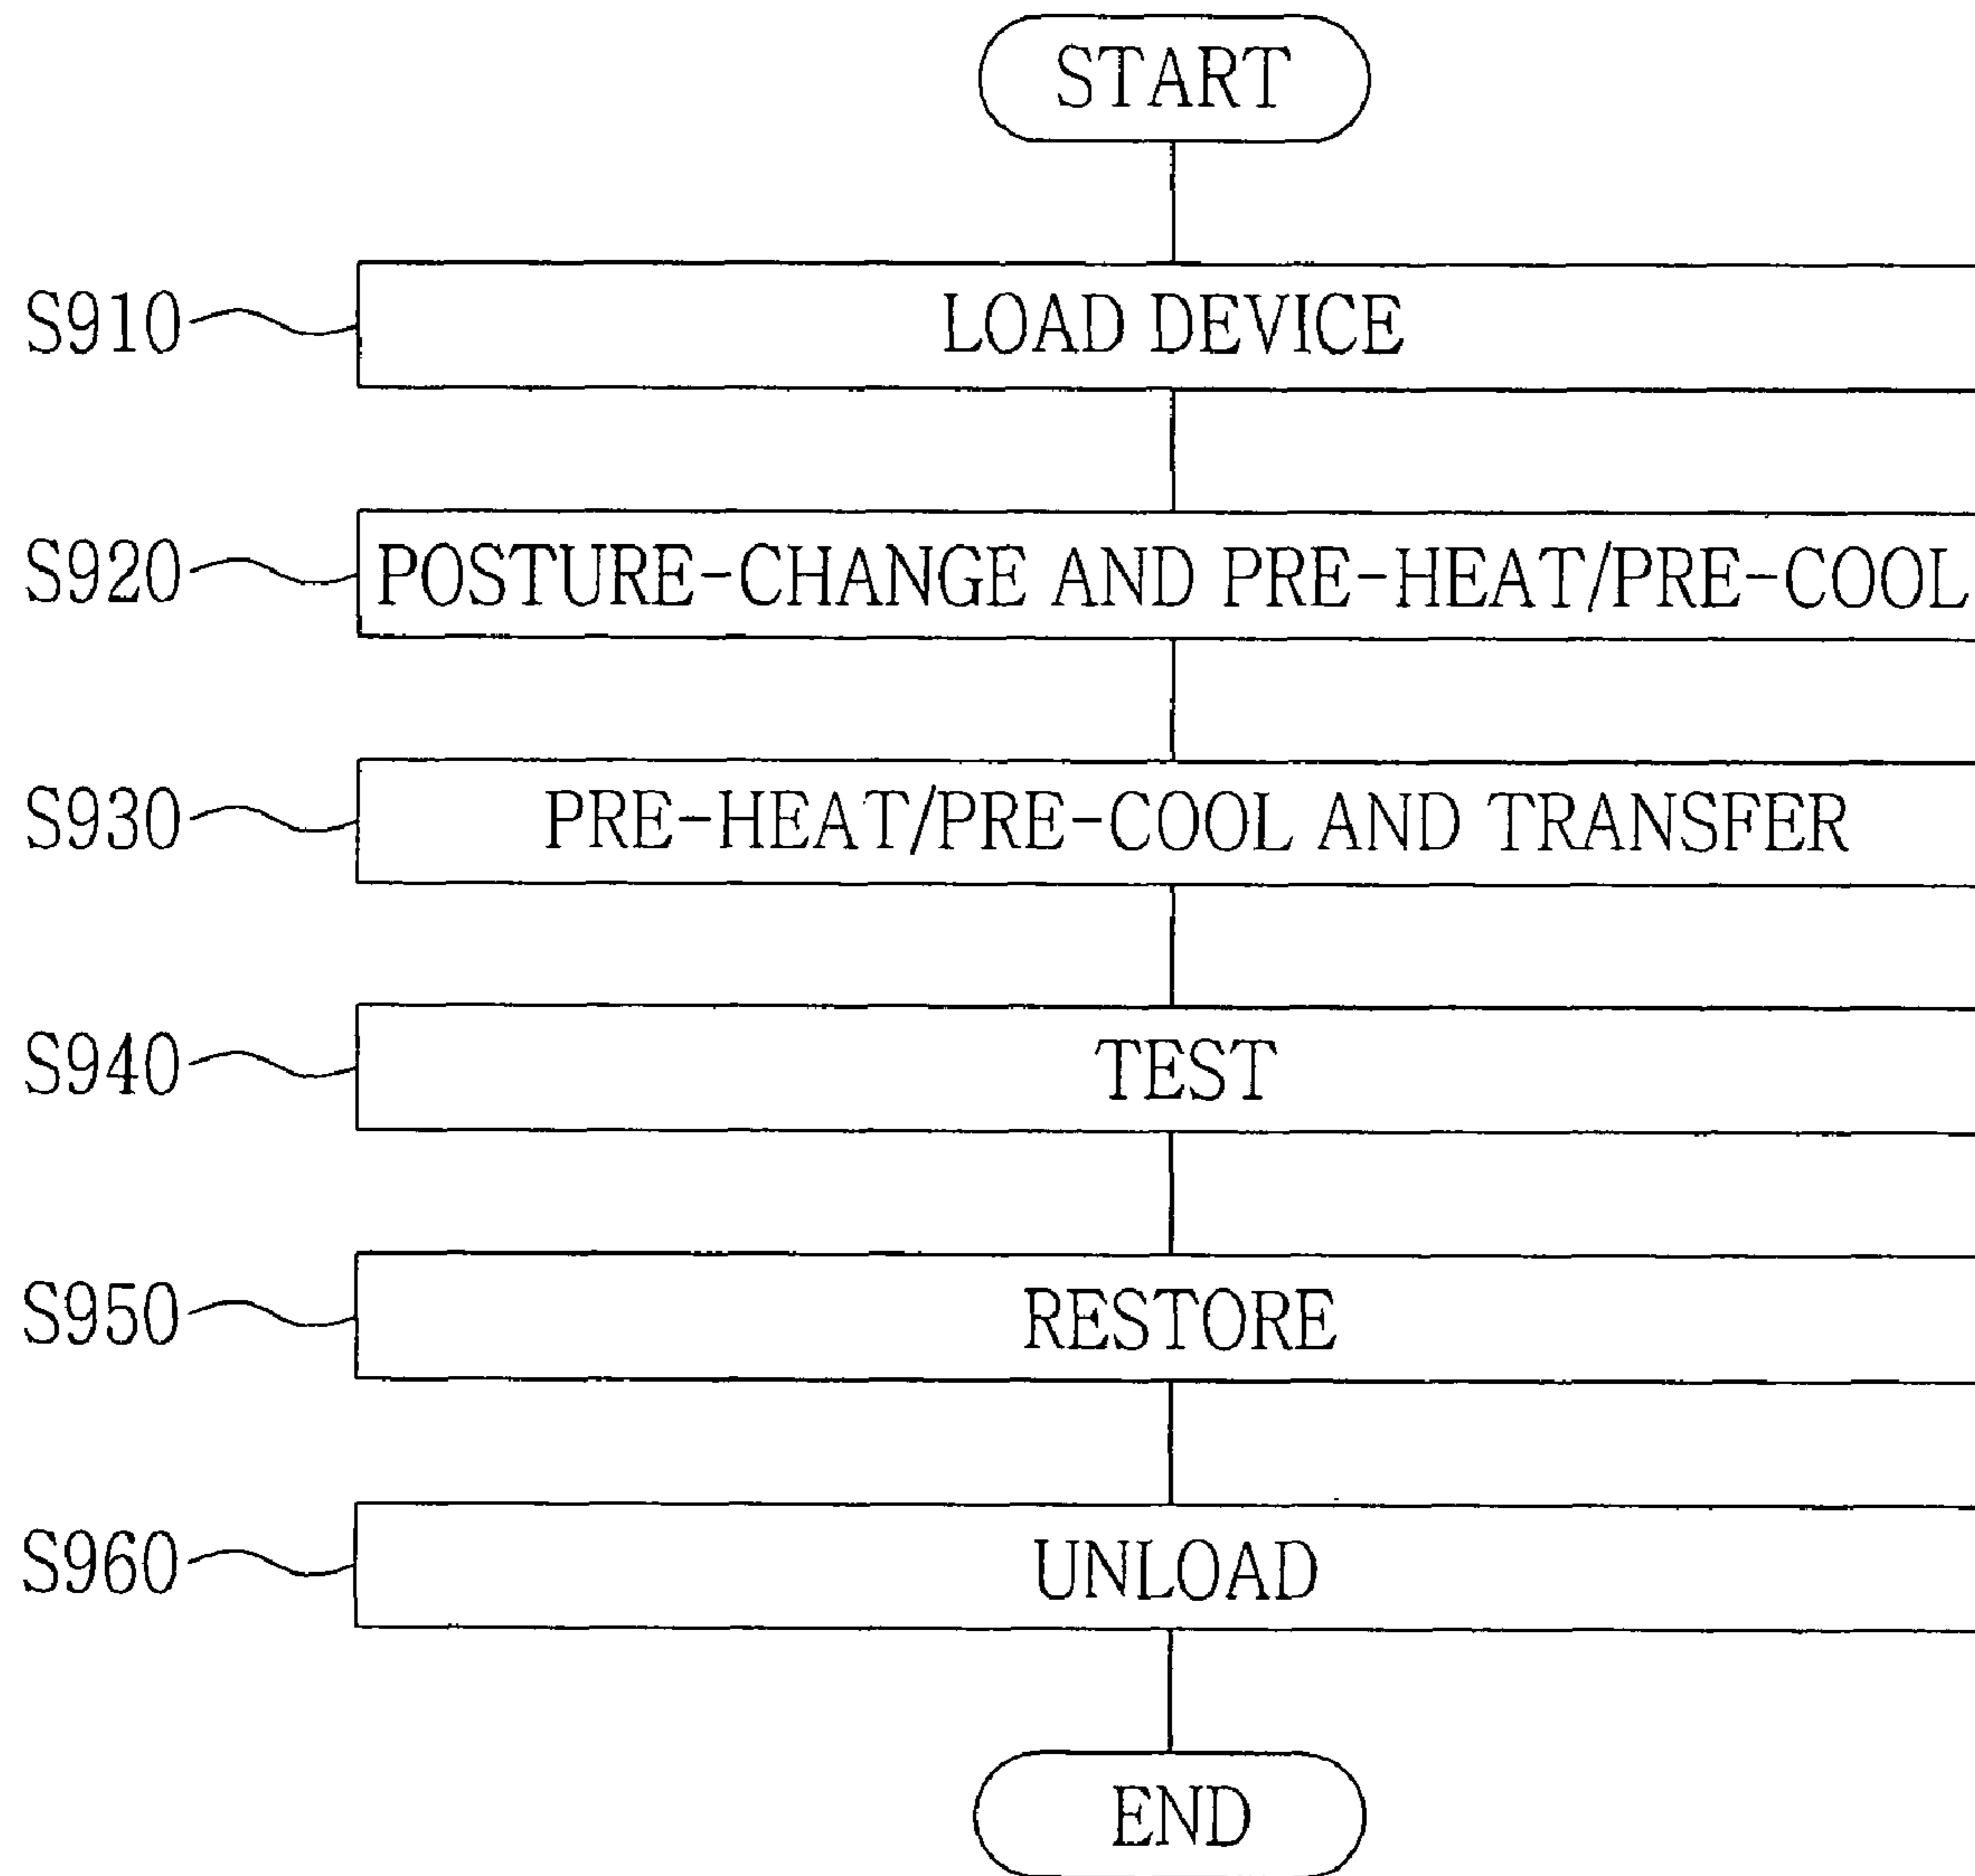 START
S910 LOAD DEVICE
S920 POSTURE-CHANGE AND PRE-HEAT/PRE-COOL
S930 PRE-HEAT/PRE-COOL AND TRANSFER
S940 TEST
S950 RESTORE
S960 UNLOAD
END